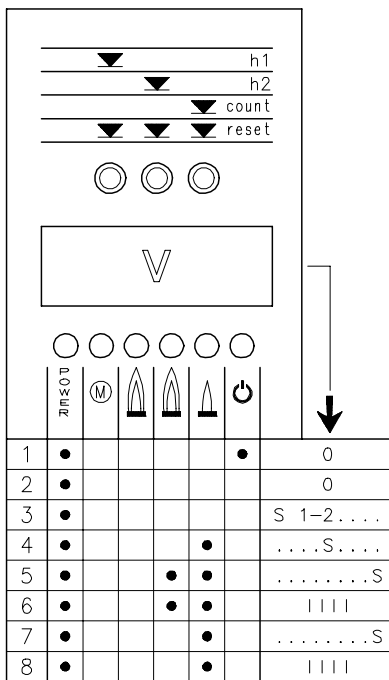 h1
h2
count
reset
V
POWER
M
1 0
2 0
3 S 1-2....
4 ....S....
5 ........S
6 IIII
7 ........S
8 IIII